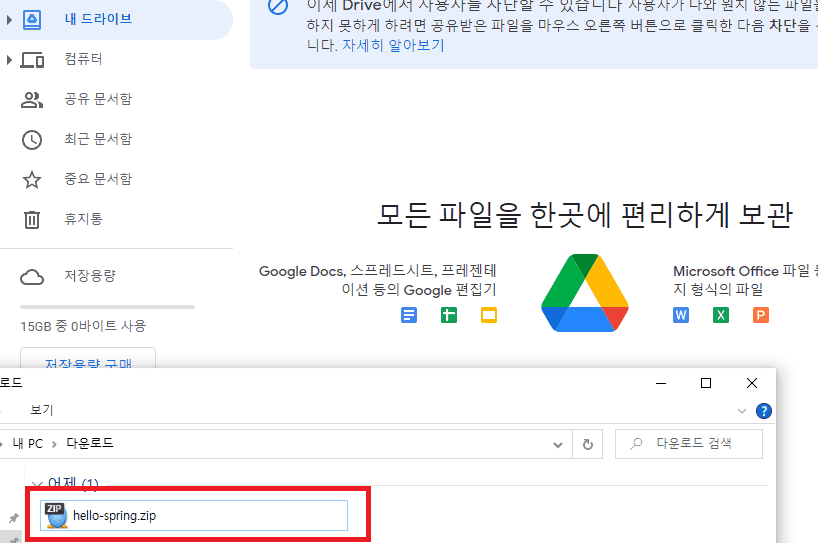 내 드라이브
컴퓨터
공유 문서함
최근 문서함
중요 문서함
휴지통
저장용량
15GB 중 0바이트 사용
저장용량 구매
이제 Drive에서 사용자를 차단할 수 있습니다 사용자가 나와 원치 않는 파일을
하지 못하게 하려면 공유받은 파일을 마우스 오른쪽 버튼으로 클릭한 다음 차단을
니다. 자세히 알아보기
모든 파일을 한곳에 편리하게 보관
Google Docs, 스프레드시트, 프레젠테
이션 등의 Google 편집기
Microsoft Office 파일
지 형식의 파일
W X P
로드
보기
?
내 PC > 다운로드
다운로드 검색
어제 (1)
ZIP
hello-spring.zip